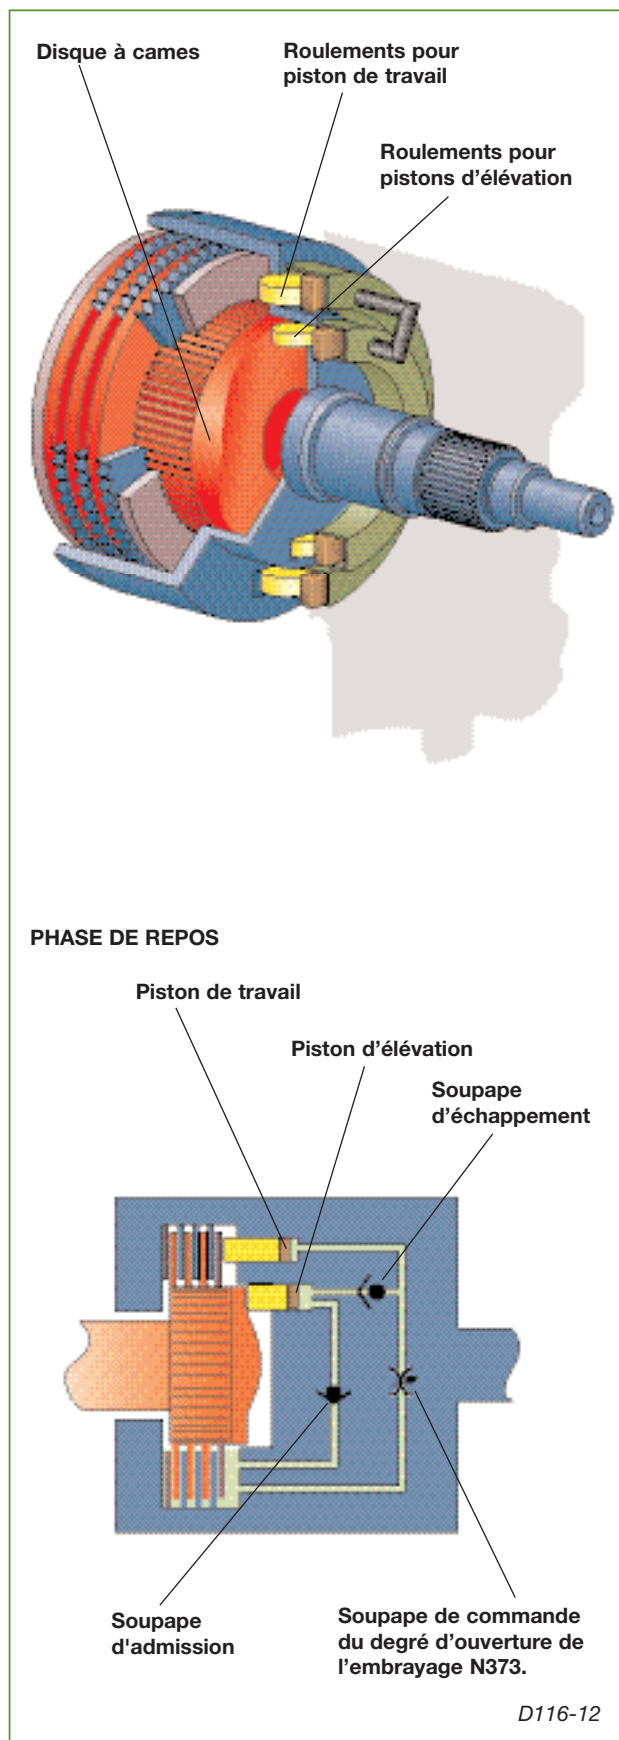 Disque à cames
Roulements pour
piston de travail
Roulements pour
pistons d’élévation
PHASE DE REPOS
Piston de travail
Piston d’élévation
Soupape
d’échappement
Soupape
d'admission
Soupape de commande
du degré d’ouverture de
l’embrayage N373.
D116-12